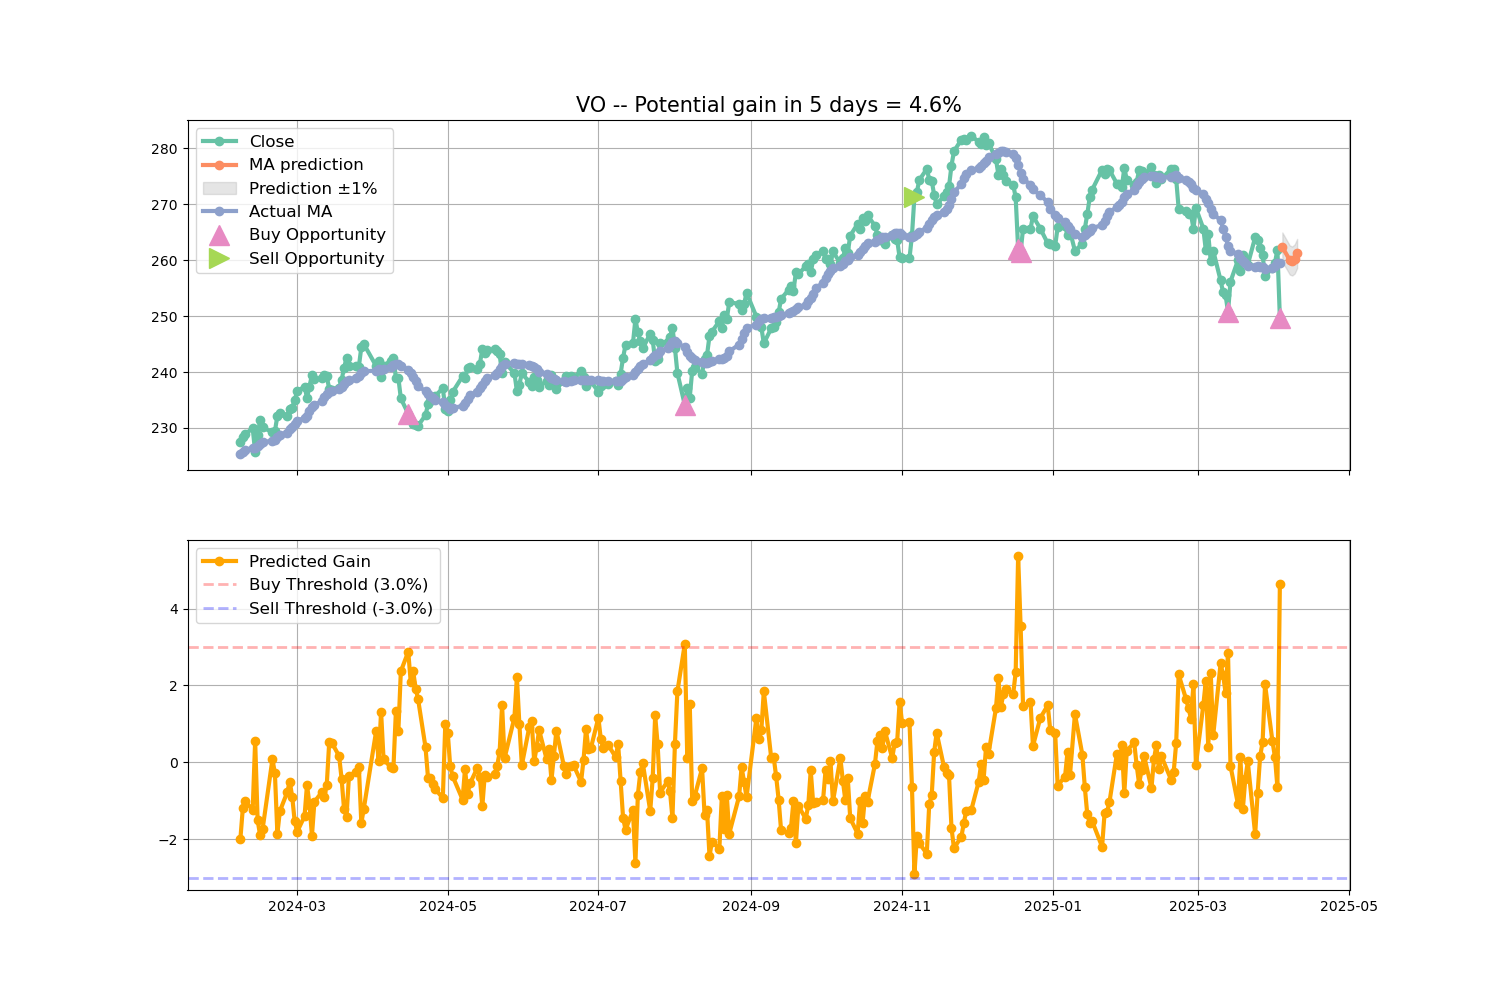 VO -- Potential gain in 5 days = 4.6%
Close
MA prediction
Prediction ±1%
Actual MA
Buy Opportunity
Sell Opportunity
280
270
260
250
240
230
Predicted Gain
Buy Threshold (3.0%)
Sell Threshold (-3.0%)
4
2
0
−2
2024-03 2024-05 2024-07 2024-09 2024-11 2025-01 2025-03 2025-05